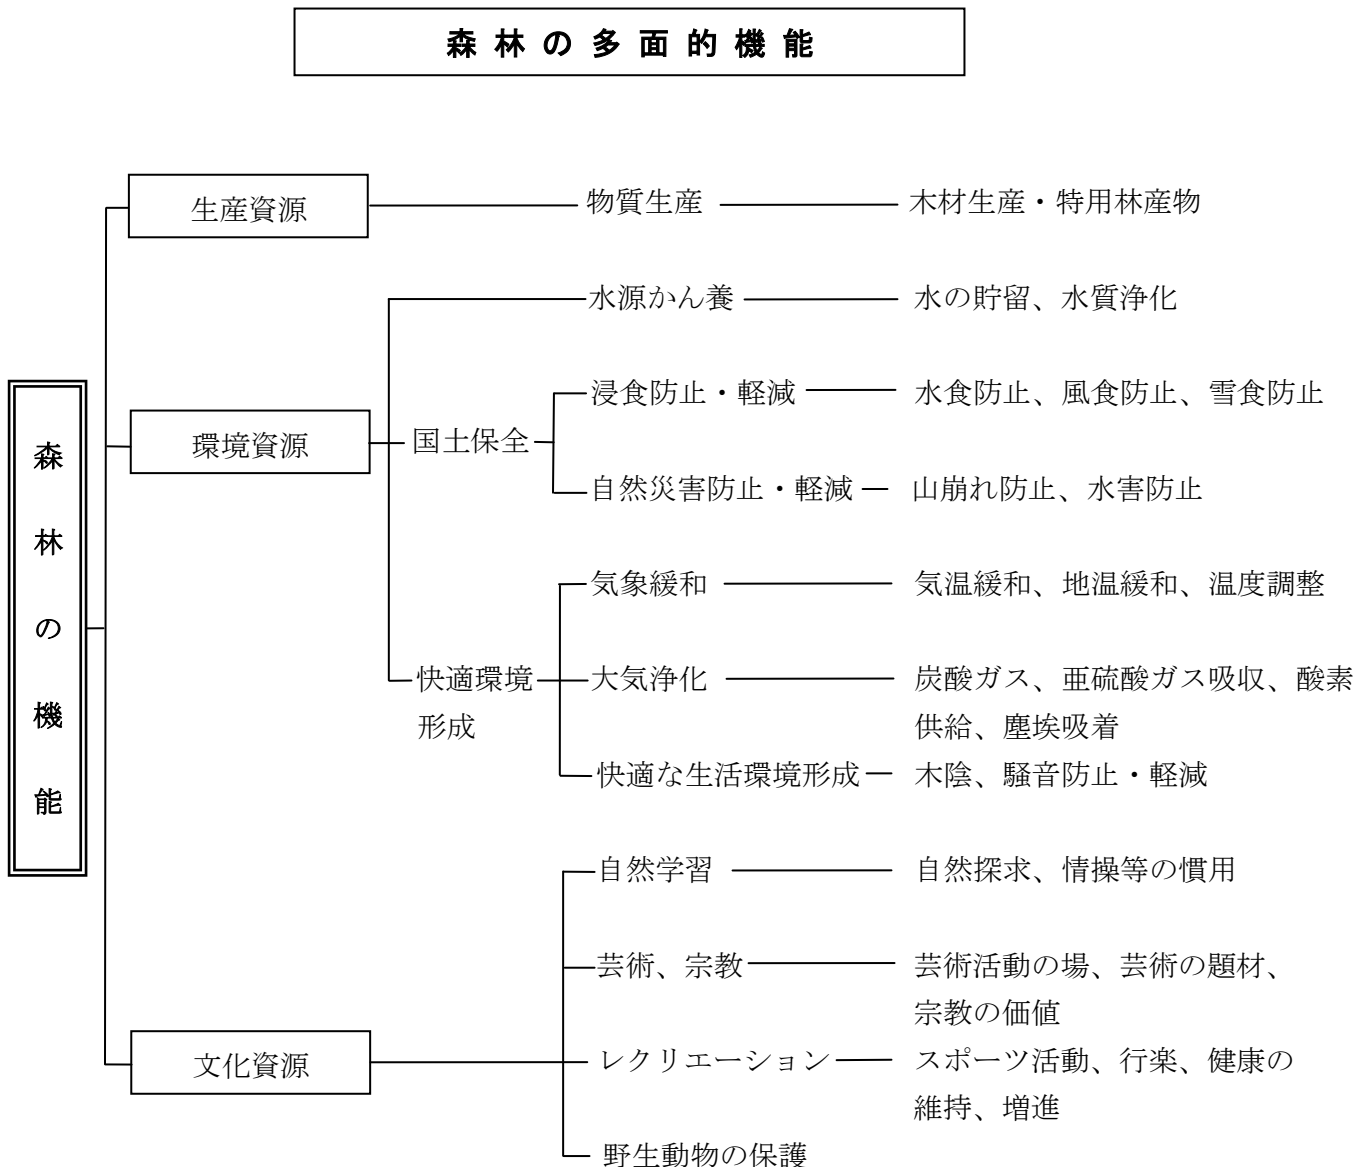 森林の多面的機能
生産資源 物質生産 木材生産・特用林産物
水源かん養 水の貯留、水質浄化
浸食防止・軽減 水食防止、風食防止、雪食防止
環境資源 国土保全
自然災害防止・軽減 山崩れ防止、水害防止
森林の機能
気象緩和 気温緩和、地温緩和、温度調整
快適環境 大気浄化 炭酸ガス、亜硫酸ガス吸収、酸素
形成 供給、塵埃吸着
快適な生活環境形成 木陰、騒音防止・軽減
自然学習 自然探求、情操等の慣用
芸術、宗教 芸術活動の場、芸術の題材、
宗教の価値
文化資源 レクリエーション スポーツ活動、行楽、健康の
維持、増進
野生動物の保護